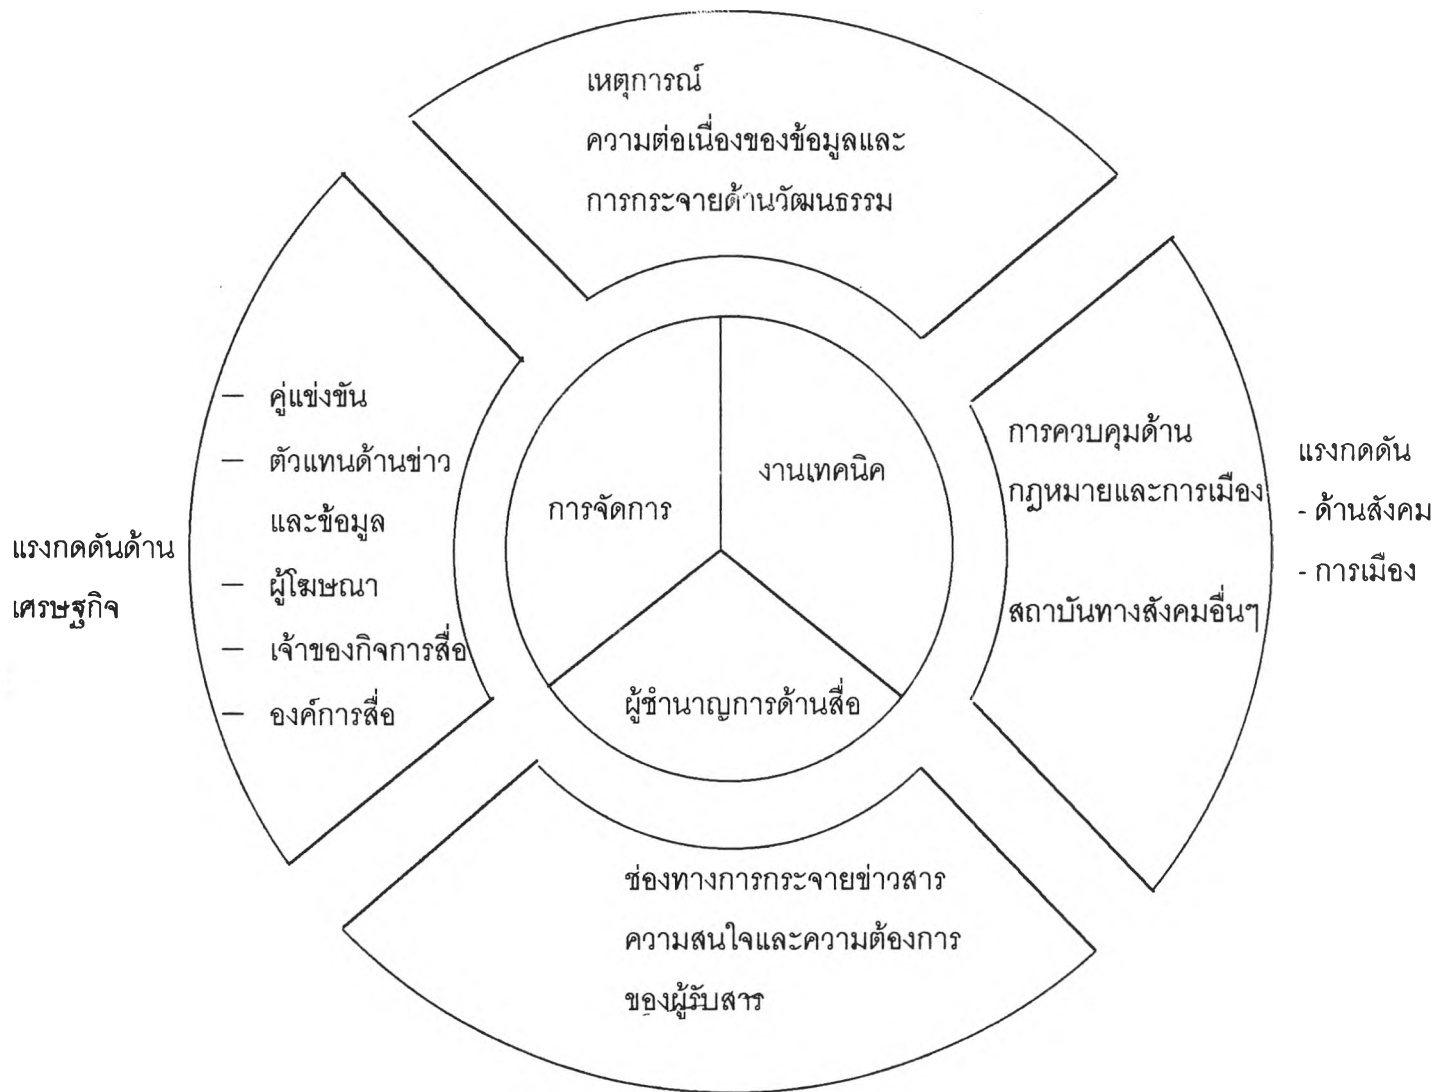 เหตุการณ์
ความต่อเนื่องของข้อมูลและ
การกระจายด้านวัฒนธรรม
แรงกดดันด้าน
เศรษฐกิจ
— คู่แข่งขัน
— ตัวแทนด้านข่าว
และข้อมูล
— ผู้โฆษณา
— เจ้าของกิจการสื่อ
— องค์การสื่อ
การจัดการ
งานเทคนิค
ผู้ชำนาญการด้านสื่อ
การควบคุมด้าน
กฎหมายและการเมือง
สถาบันทางสังคมอื่นๆ
แรงกดดัน
- ด้านสังคม
- การเมือง
ช่องทางการกระจายข่าวสาร
ความสนใจและความต้องการ
ของผู้รับสาร